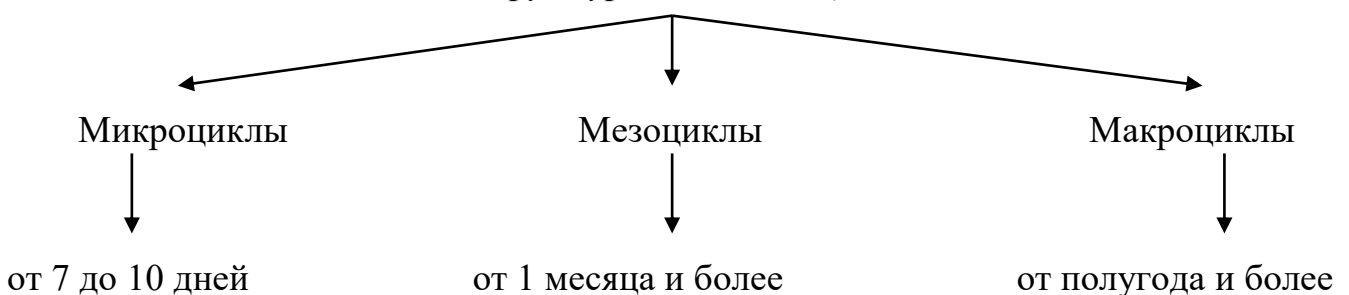 Микроциклы Мезоциклы Макроциклы
от 7 до 10 дней от 1 месяца и более от полугода и более